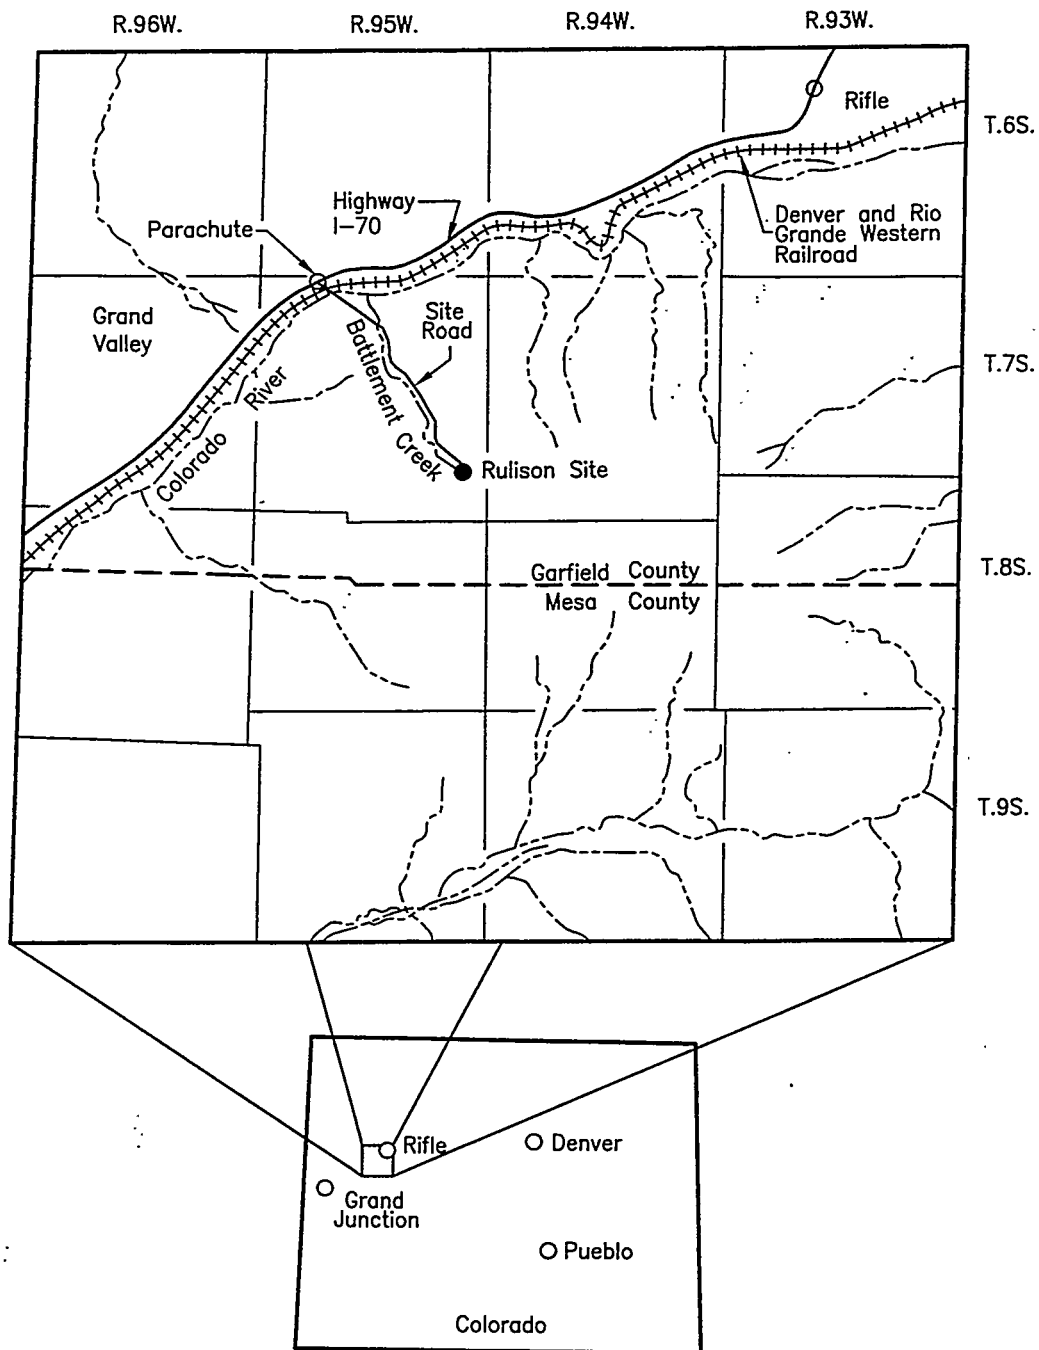 R.96W.
R.95W.
R.94W.
R.93W.
Rifle
T.6S.
Highway
I-70
Parachute
Denver and Rio
Grande Western
Railroad
Grand
Valley
Site
Road
T.7S.
Battlement Creek
Colorado River
Rulison Site
Garfield County
Mesa County
T.8S.
T.9S.
Rifle
Denver
Grand
Junction
Pueblo
Colorado